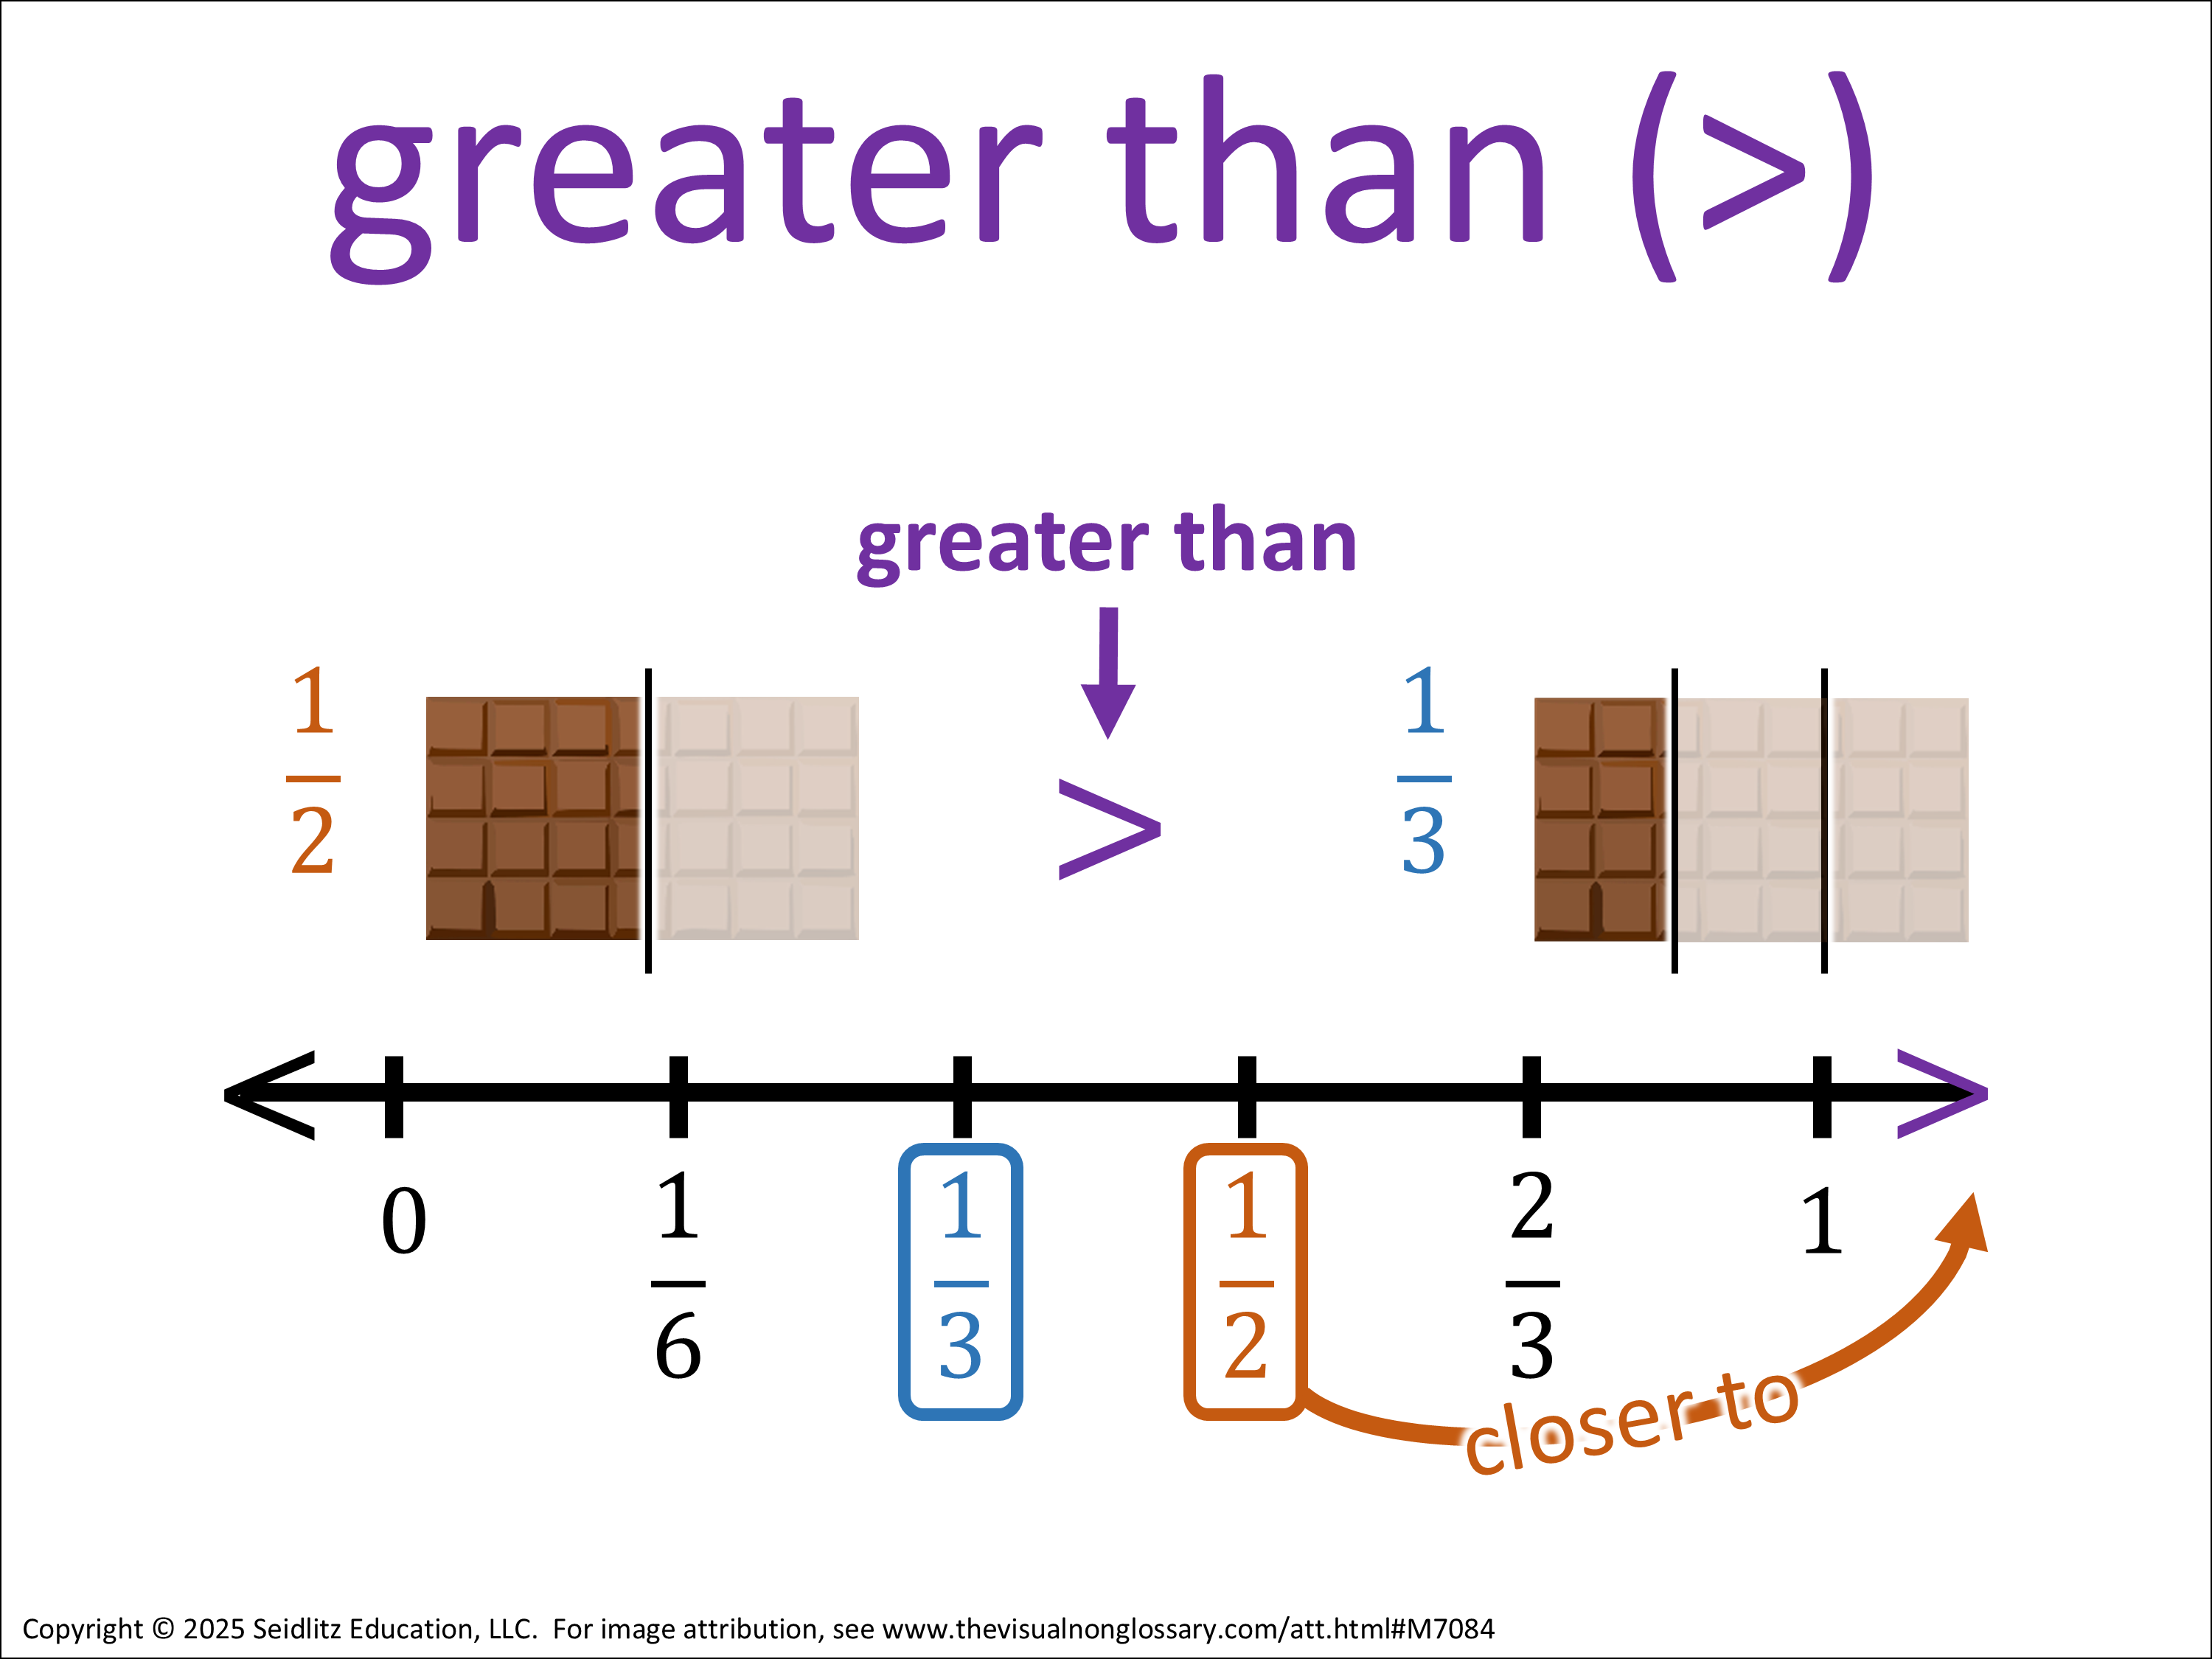 greater than (>)
greater than
1/2 > 1/3
0 1/6 1/3 1/2 2/3 1
closer to
Copyright © 2025 Seidlitz Education, LLC.  For image attribution, see www.thevisualnonglossary.com/att.html#M7084